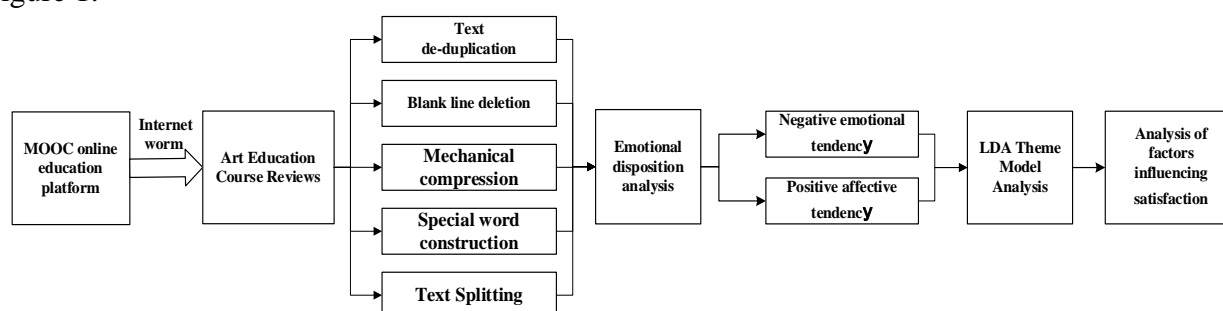 igure 1.
MOOC online
education
platform
Internet
worm
Art Education
Course Reviews
Text
de-duplication
Blank line deletion
Mechanical
compression
Special word
construction
Text Splitting
Emotional
disposition
analysis
Negative emotional
tendency
Positive affective
tendency
LDA Theme
Model
Analysis
Analysis of
factors
influencing
satisfaction